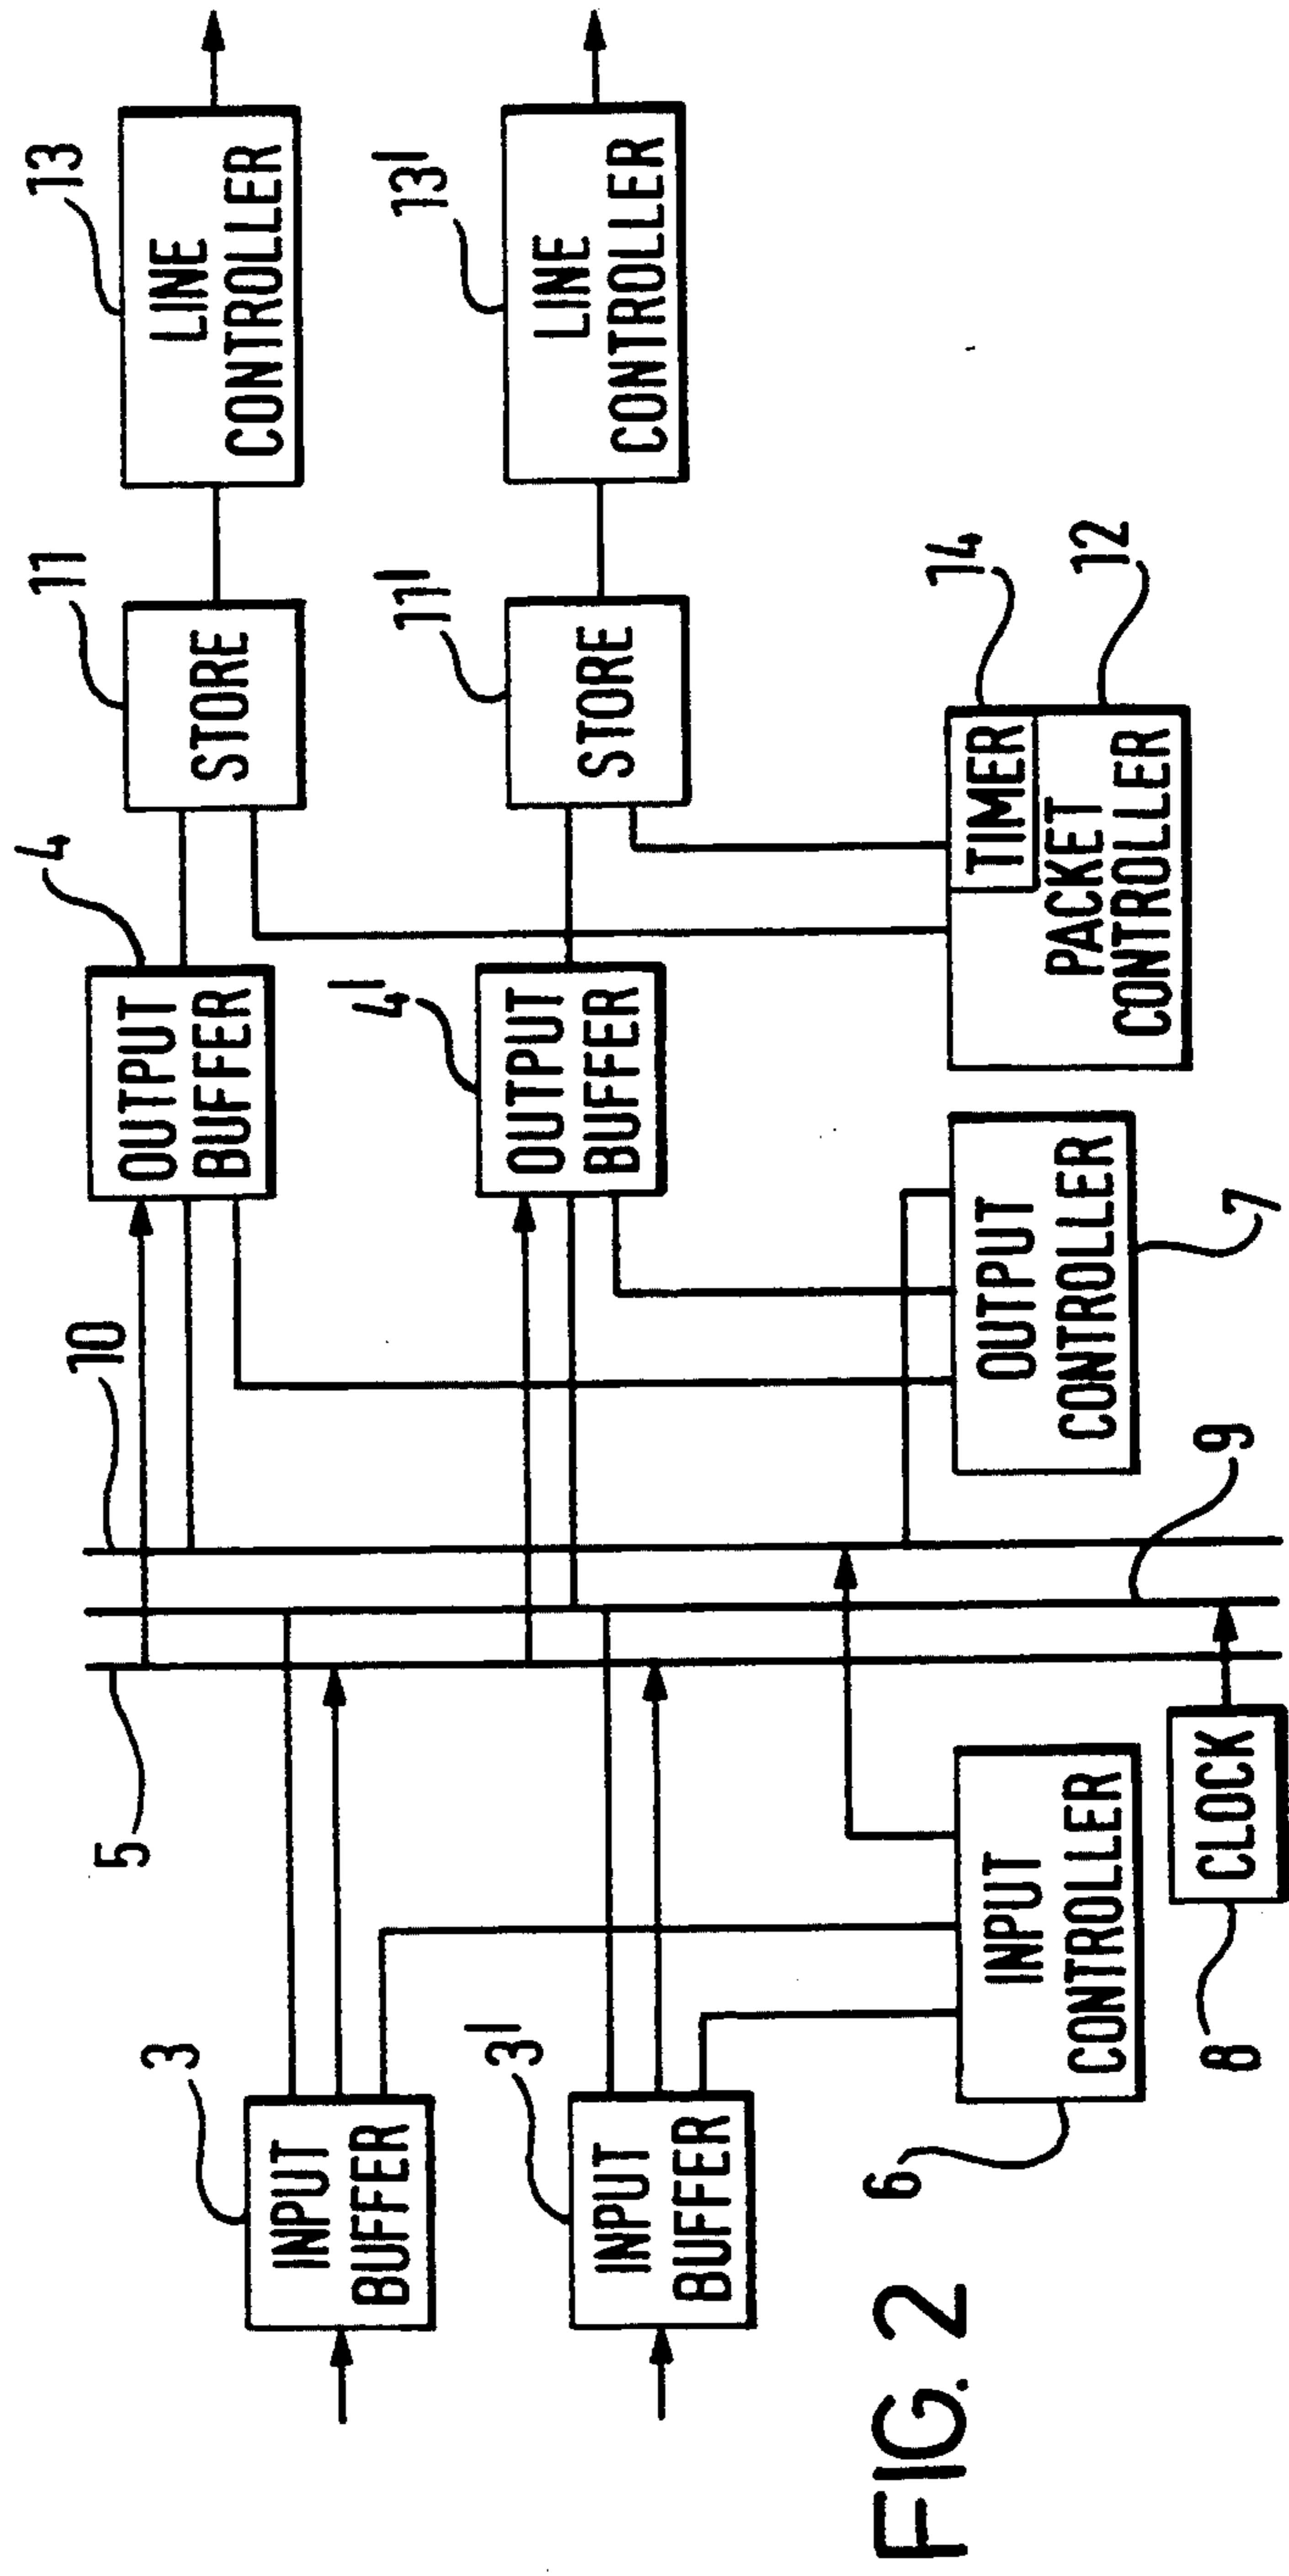 13
LINE
CONTROLLER
13'
LINE
CONTROLLER
11
STORE
11'
STORE
14
TIMER
12
PACKET
CONTROLLER
4
OUTPUT
BUFFER
4'
OUTPUT
BUFFER
10
OUTPUT
CONTROLLER
7
9
5
INPUT
CONTROLLER
6
CLOCK
8
3
INPUT
BUFFER
3'
INPUT
BUFFER
FIG. 2